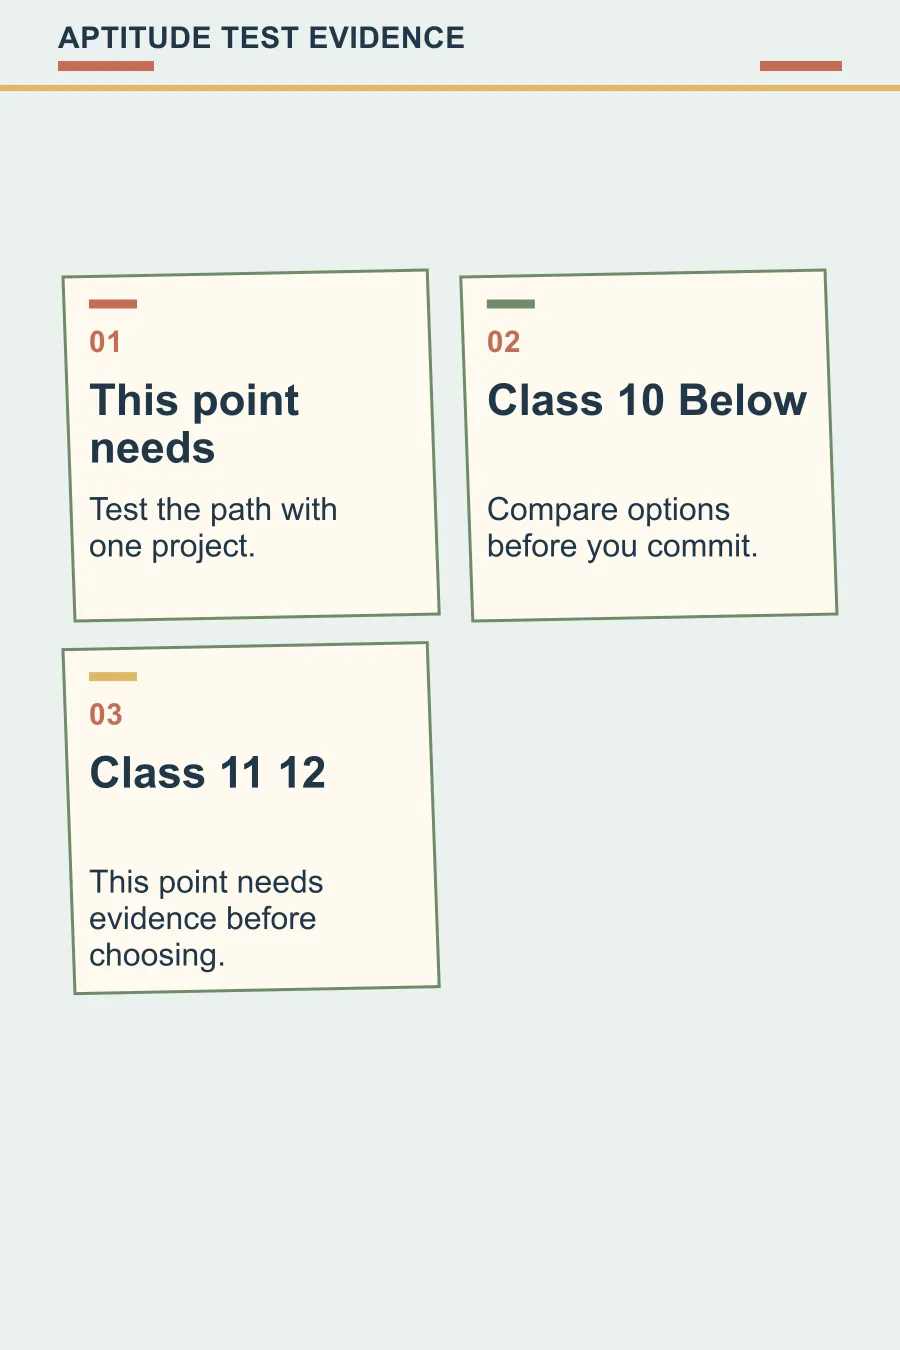 APTITUDE TEST EVIDENCE
01
This point
needs
Test the path with
one project.
02
Class 10 Below
Compare options
before you commit.
03
Class 11 12
This point needs
evidence before
choosing.